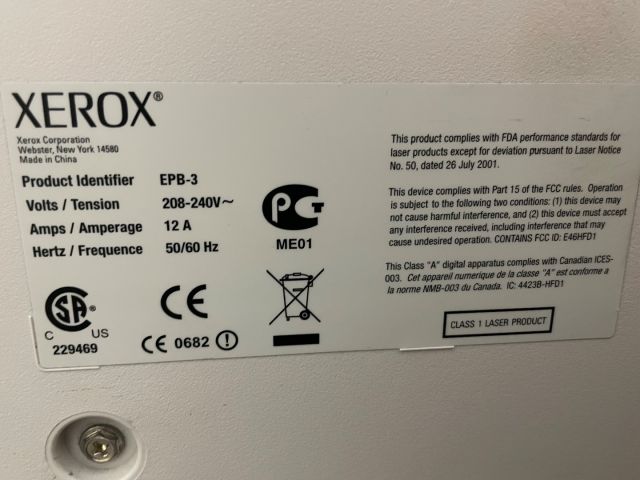 XEROX®
Xerox Corporation
Webster, New York 14580
Made in China
Product Identifier EPB-3
Volts / Tension 208-240V~
Amps / Amperage 12 A
Hertz / Frequence 50/60 Hz
PCT
ME01
SA
C US
229469
CE
CE 0682 !
This product complies with FDA performance standards for
laser products except for deviation pursuant to Laser Notice
No. 50, dated 26 July 2001.
This device complies with Part 15 of the FCC rules. Operation
is subject to the following two conditions: (1) this device may
not cause harmful interference, and (2) this device must accept
any interference received, including interference that may
cause undesired operation. CONTAINS FCC ID: E46HFD1
This Class "A" digital apparatus complies with Canadian ICES-
003. Cet appareil numerique de la classe "A" est conforme a
la norme NMB-003 du Canada. IC: 4423B-HFD1
CLASS 1 LASER PRODUCT